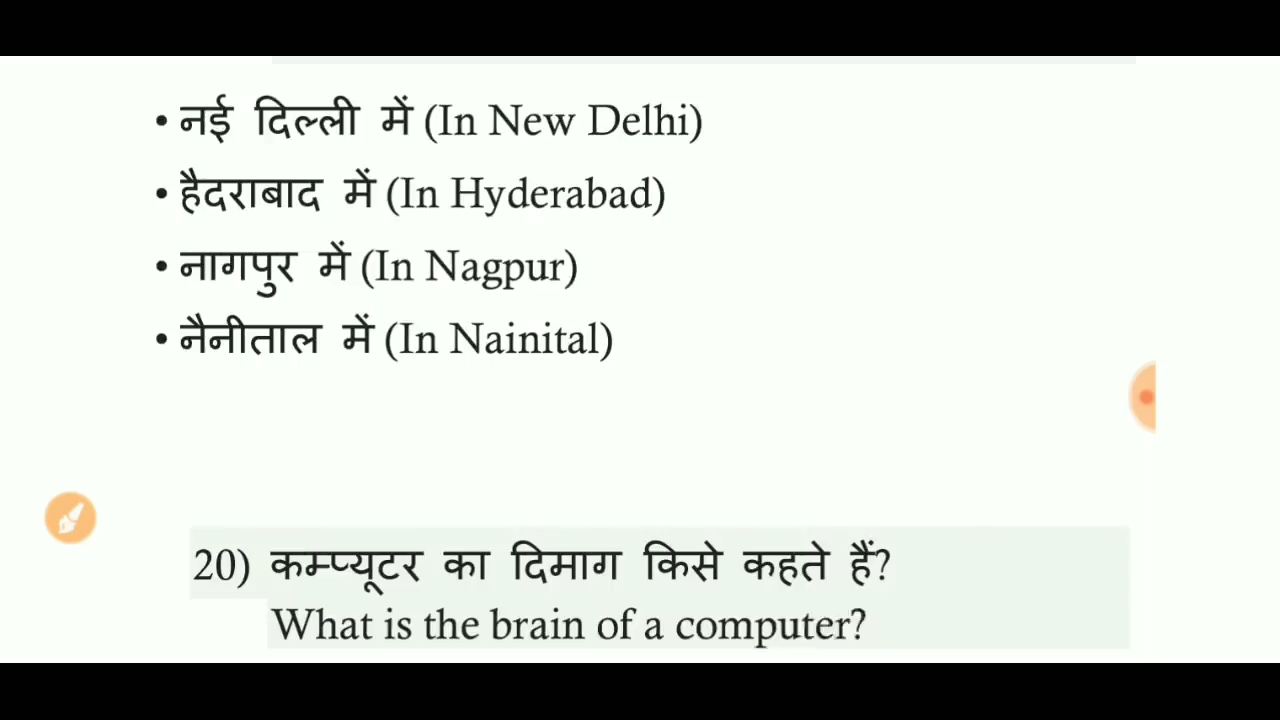 • नई दिल्ली में (In New Delhi)
• हैदराबाद में (In Hyderabad)
• नागपुर में (In Nagpur)
• नैनीताल में (In Nainital)
20) कम्प्यूटर का दिमाग किसे कहते हैं?
What is the brain of a computer?